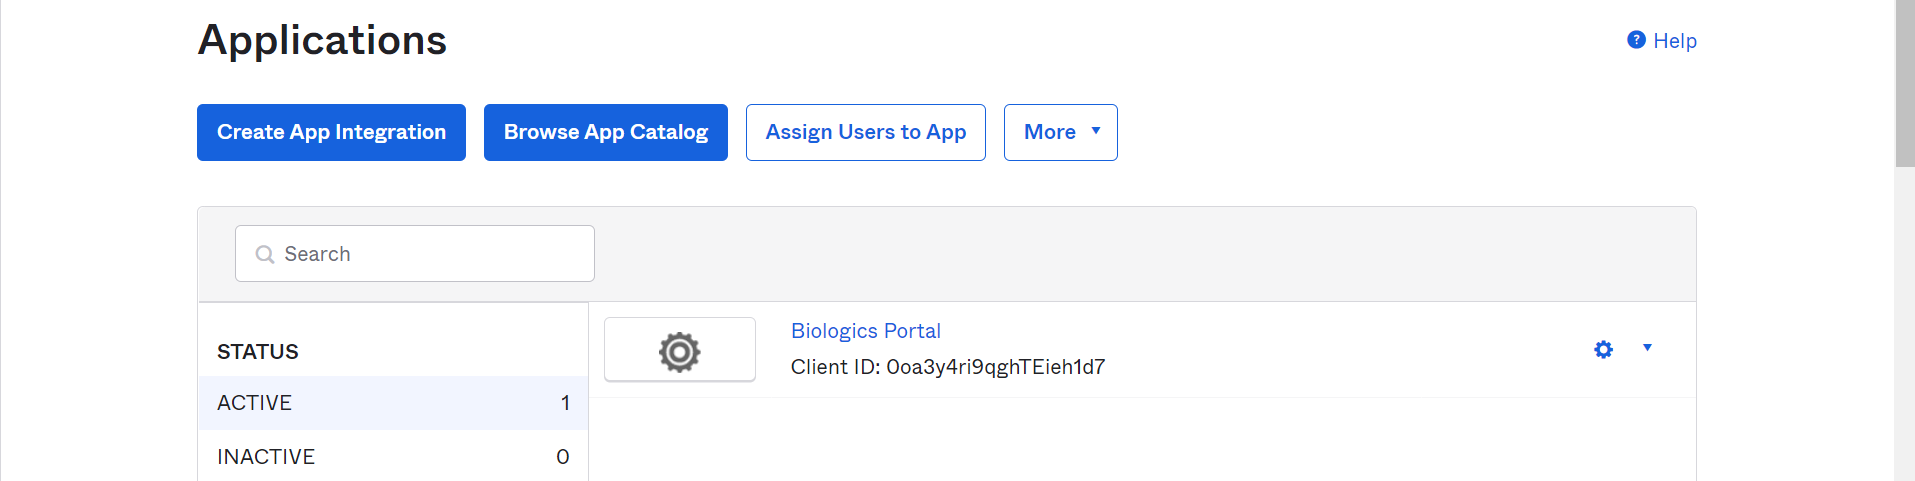 Applications
Help
Create App Integration
Browse App Catalog
Assign Users to App
More
Search
STATUS
ACTIVE 1
INACTIVE 0
Biologics Portal
Client ID: 0oa3y4ri9qghTEieh1d7